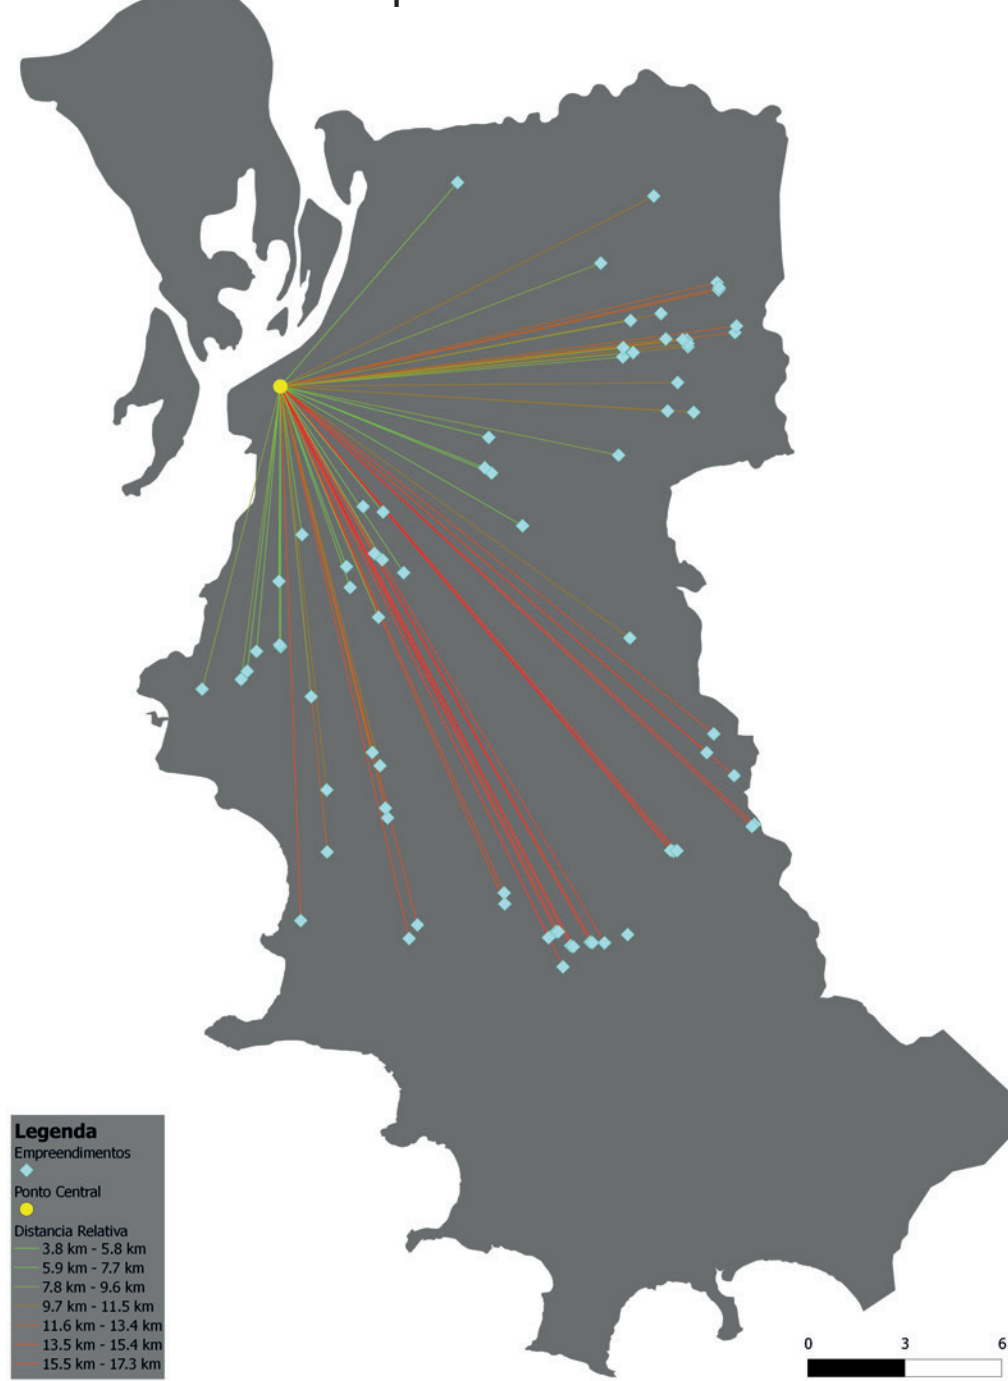 Legenda
Empreendimentos
Ponto Central
Distancia Relativa
3.8 km - 5.8 km
5.9 km - 7.7 km
7.8 km - 9.6 km
9.7 km - 11.5 km
11.6 km - 13.4 km
13.5 km - 15.4 km
15.5 km - 17.3 km
0 3 6